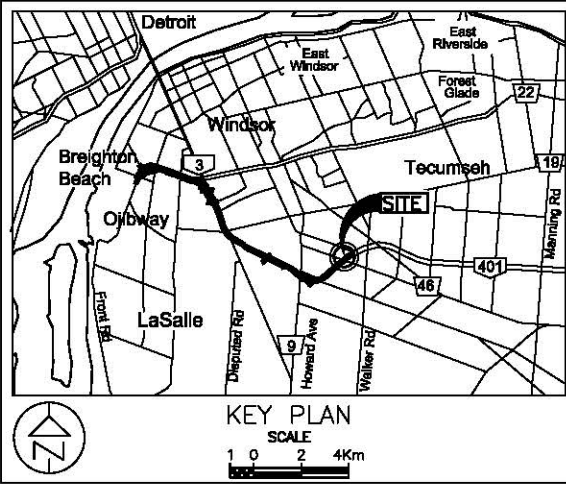 Detroit
East
Riverside
East
Windsor
Forest
Glade
22
Windsor
3
Breighton
Beach
Tecumseh
19
Ojibway
SITE
Manning Rd
401
46
Front Rd
LaSalle
Disputed Rd
9
Howard Ave
Walker Rd
KEY PLAN
SCALE
1 0 2 4Km
N